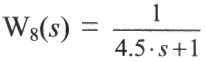 W₈(s) = 1 / (4.5·s+1)